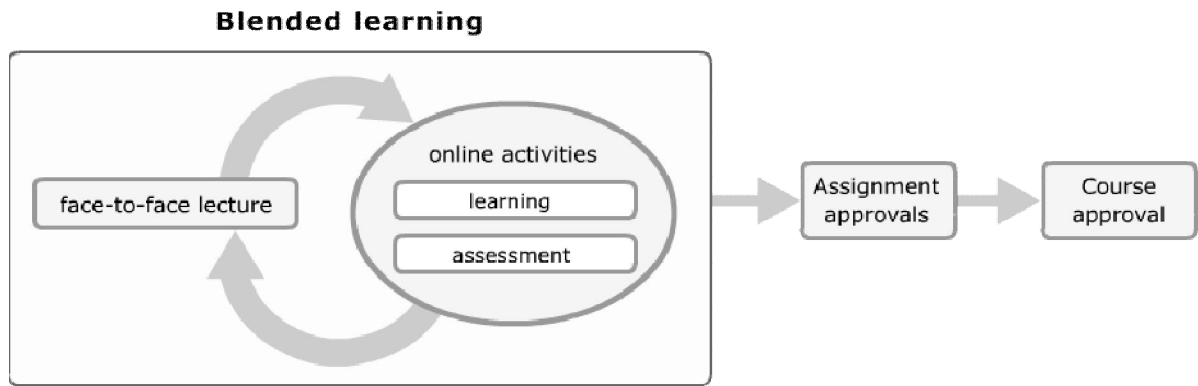 Blended learning
face-to-face lecture
online activities
learning
assessment
Assignment
approvals
Course
approval